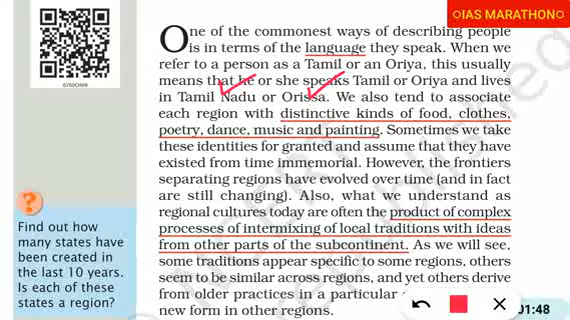 ○IAS MARATHON○
One of the commonest ways of describing people
is in terms of the language they speak. When we
refer to a person as a Tamil or an Oriya, this usually
means that he or she speaks Tamil or Oriya and lives
in Tamil Nadu or Orissa. We also tend to associate
each region with distinctive kinds of food, clothes,
poetry, dance, music and painting. Sometimes we take
these identities for granted and assume that they have
existed from time immemorial. However, the frontiers
separating regions have evolved over time (and in fact
are still changing). Also, what we understand as
regional cultures today are often the product of complex
processes of intermixing of local traditions with ideas
from other parts of the subcontinent. As we will see,
some traditions appear specific to some regions, others
seem to be similar across regions, and yet others derive
from older practices in a particular
new form in other regions.
0760CH09
?
Find out how
many states have
been created in
the last 10 years.
Is each of these
states a region?
1:48